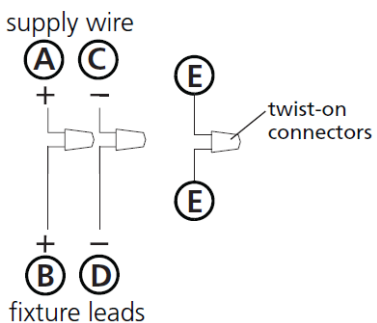 supply wire
A C
+ −
E
twist-on
connectors
E
+ −
B D
fixture leads